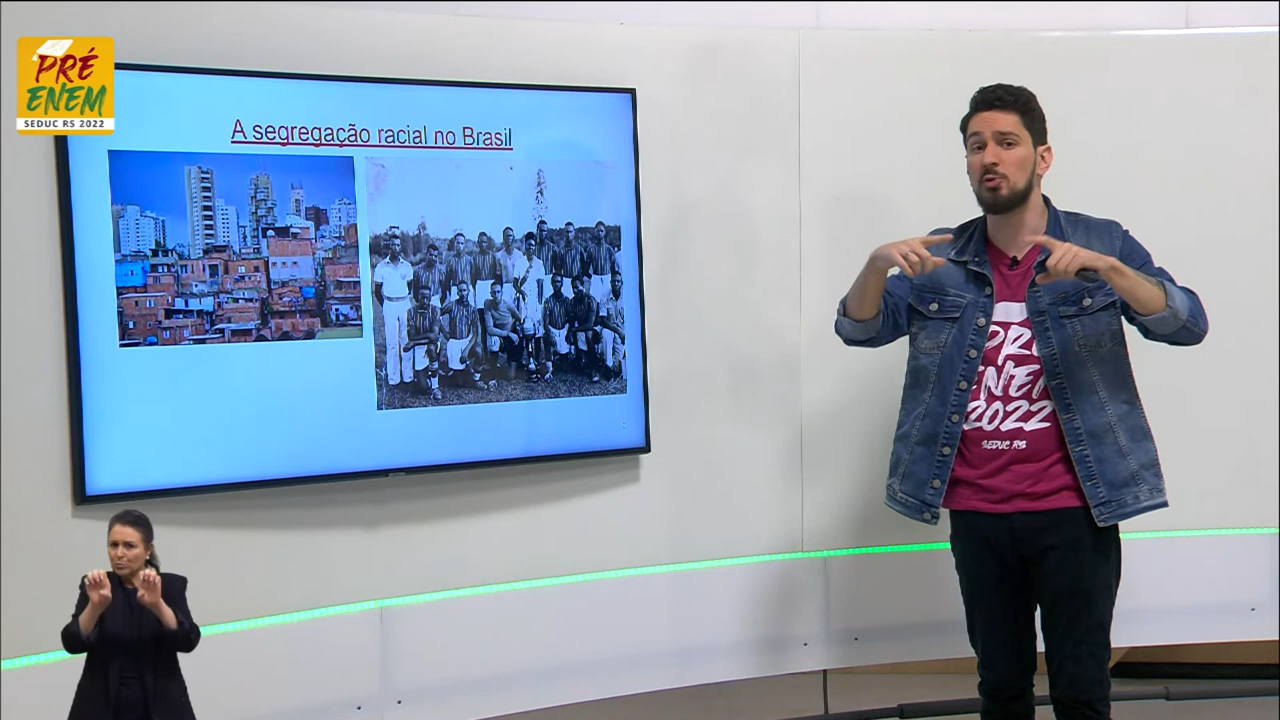 PRÉ
ENEM
SEDUC RS 2022
A segregação racial no Brasil
PRÉ
ENEM
2022
SEDUC RS